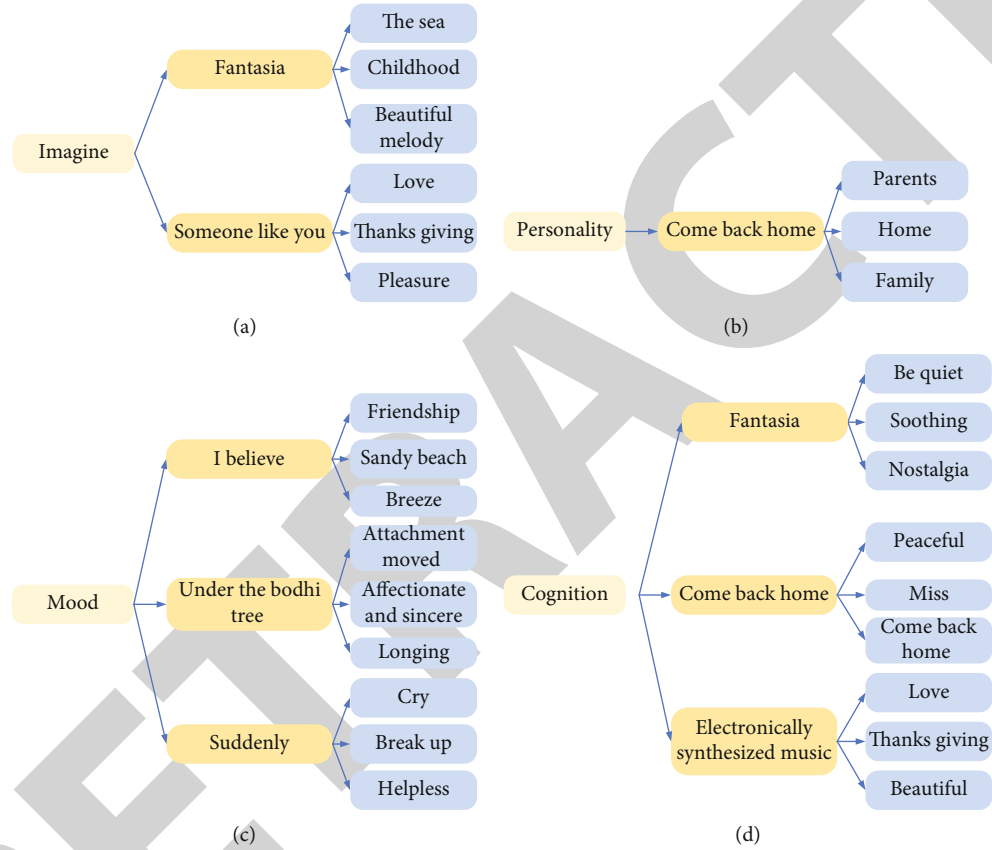 Imagine
Fantasia
The sea
Childhood
Beautiful
melody
Someone like you
Love
Thanks giving
Pleasure
(a)
Personality
Come back home
Parents
Home
Family
(b)
Mood
I believe
Friendship
Sandy beach
Breeze
Under the bodhi
tree
Attachment
moved
Affectionate
and sincere
Longing
Suddenly
Cry
Break up
Helpless
(c)
Cognition
Fantasia
Be quiet
Soothing
Nostalgia
Come back home
Peaceful
Miss
Come back
home
Electronically
synthesized music
Love
Thanks giving
Beautiful
(d)